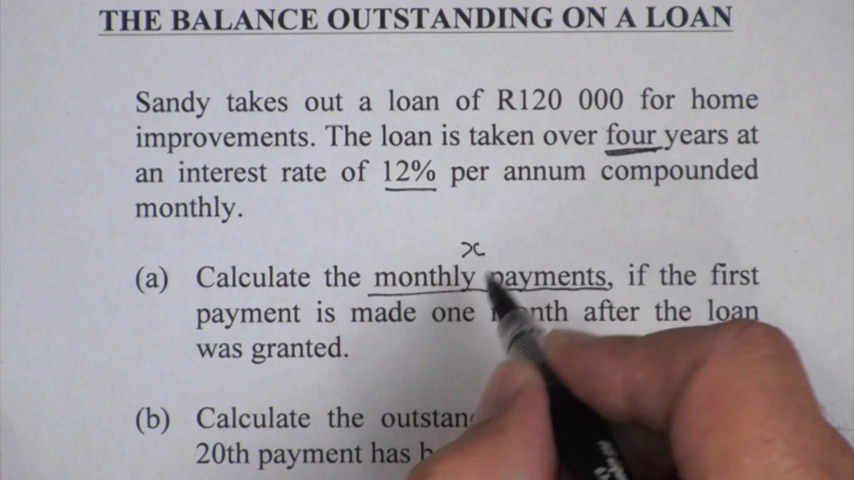 THE BALANCE OUTSTANDING ON A LOAN
Sandy takes out a loan of R120 000 for home
improvements. The loan is taken over four years at
an interest rate of 12% per annum compounded
monthly.
x
(a) Calculate the monthly payments, if the first
payment is made one month after the loan
was granted.
(b) Calculate the
20th payment has